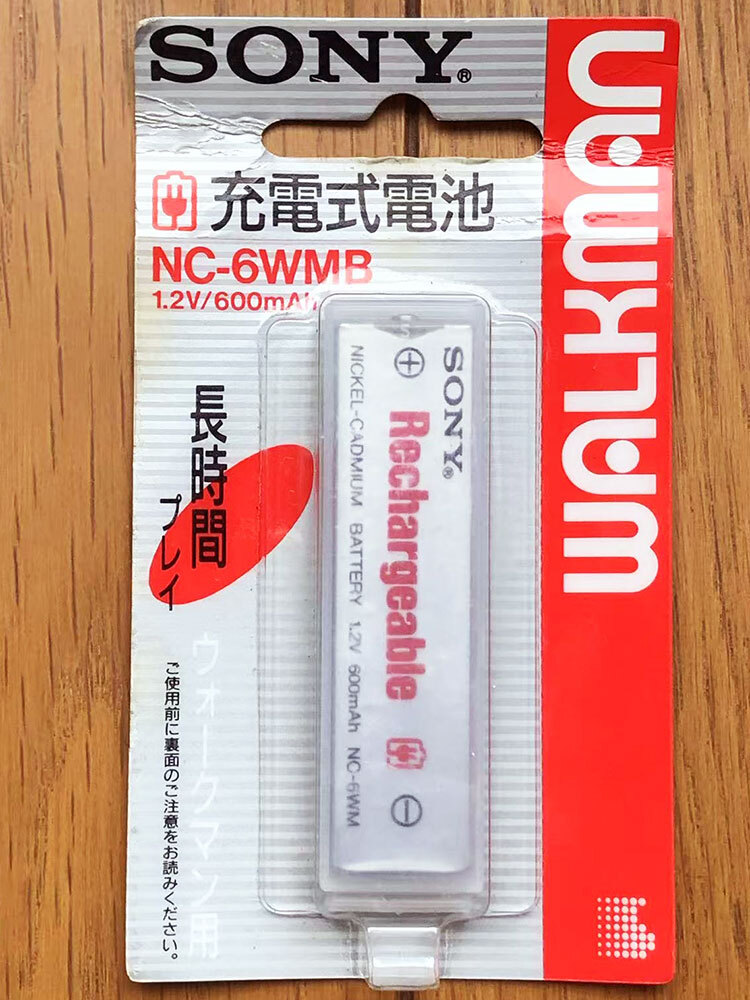 SONY®
充電式電池
NC-6WMB
1.2V/600mAh
WALKMAN
長時間
プレイ
ウォークマン用
ご使用前に裏面のご注意をお読みください。
SONY®
Rechargeable
NICKEL-CADMIUM BATTERY 1.2V 600mAh NC-6WM